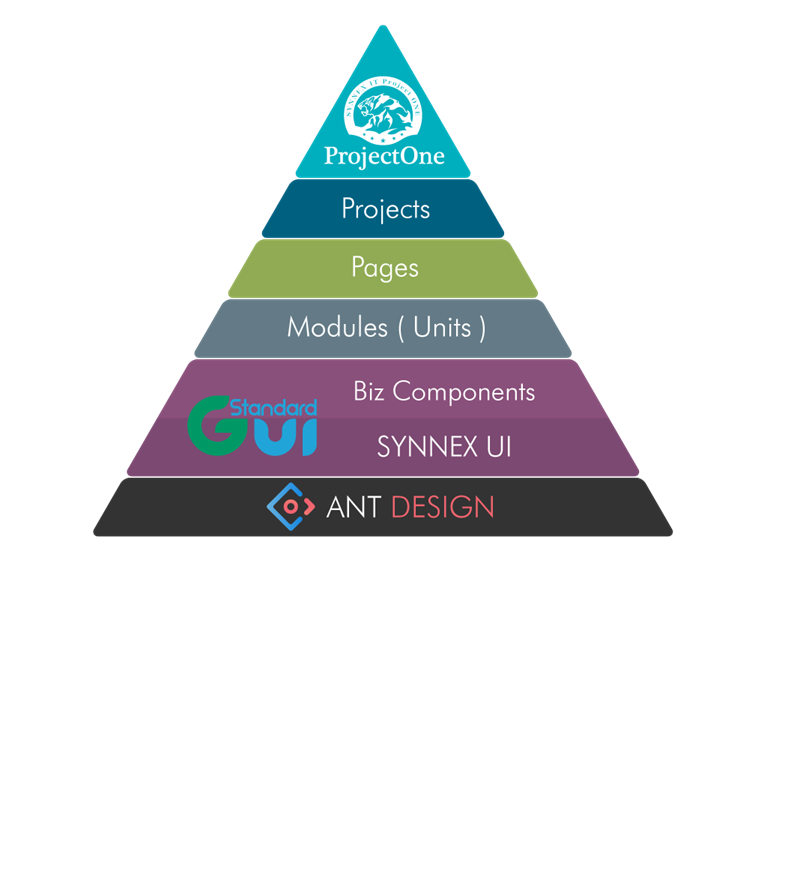 SYNNEX IT Project ONE
ProjectOne
Projects
Pages
Modules ( Units )
Biz Components
Standard
GUI
SYNNEX UI
ANT DESIGN